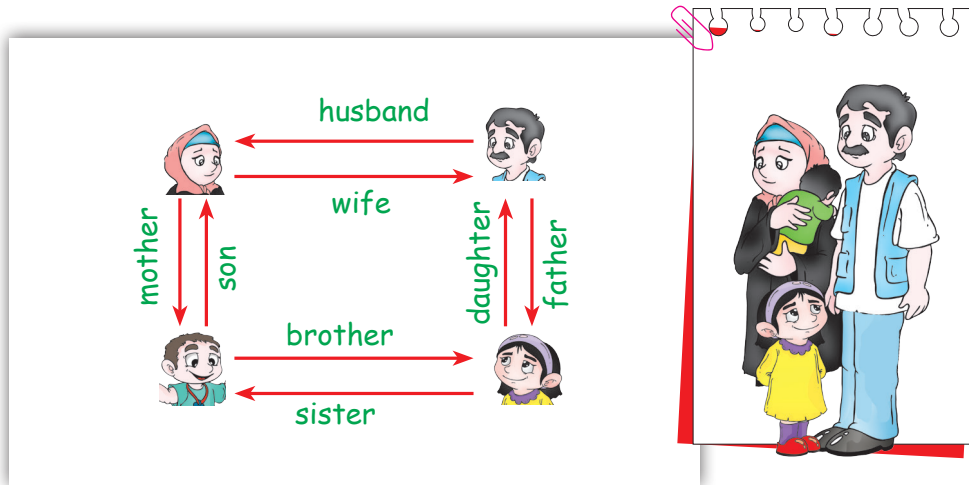 husband
wife
mother
son
daughter
father
brother
sister